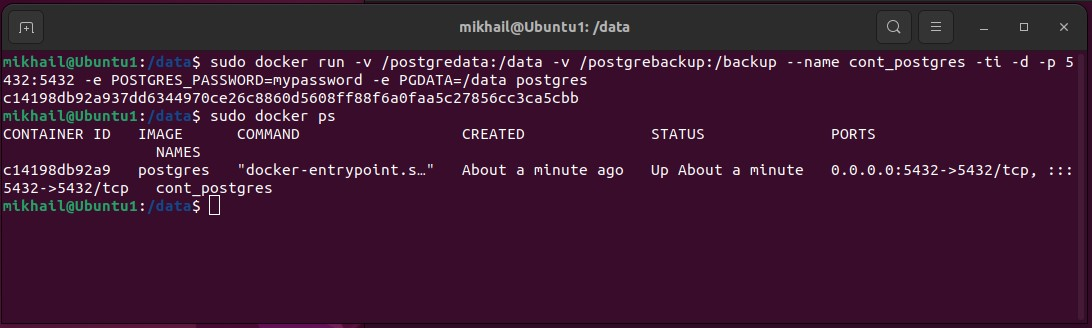 mikhail@Ubuntu1: /data
mikhail@Ubuntu1:/data$ sudo docker run -v /postgredata:/data -v /postgrebackup:/backup --name cont_postgres -ti -d -p 5
432:5432 -e POSTGRES_PASSWORD=mypassword -e PGDATA=/data postgres
c14198db92a937dd6344970ce26c8860d5608ff88f6a0faa5c27856cc3ca5cbb
mikhail@Ubuntu1:/data$ sudo docker ps
CONTAINER ID   IMAGE      COMMAND                  CREATED              STATUS              PORTS
                 NAMES
c14198db92a9   postgres   "docker-entrypoint.s…"   About a minute ago   Up About a minute   0.0.0.0:5432->5432/tcp, :::
5432->5432/tcp   cont_postgres
mikhail@Ubuntu1:/data$